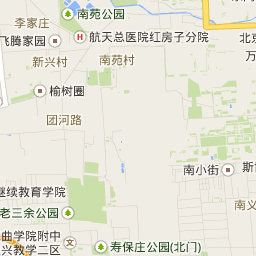 李家庄
南苑公园
飞腾家园
H
航天总医院红房子分院
北京
万
新兴村
南苑村
榆树圈
团河路
南小街
斯
继续教育学院
老三余公园
南义
曲学院附中
兴教学二区
寿保庄公园(北门)